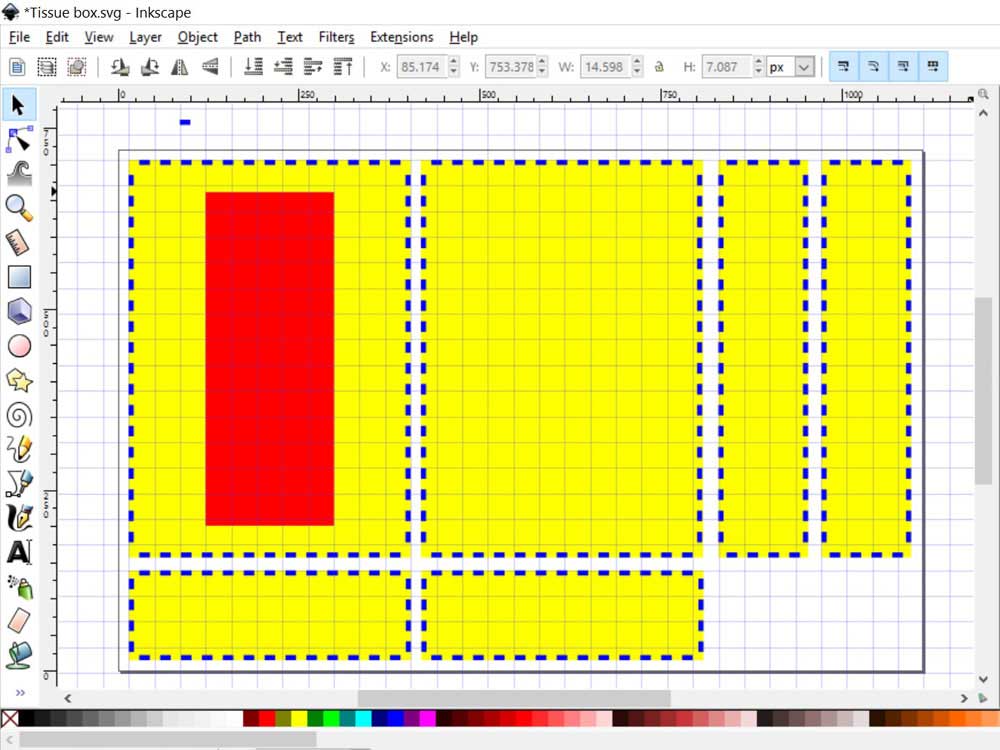 *Tissue box.svg - Inkscape
File Edit View Layer Object Path Text Filters Extensions Help
X: 85.174 Y: 753.378 W: 14.598 H: 7.087 px
0 250 500 750 1000
750
500
250
0